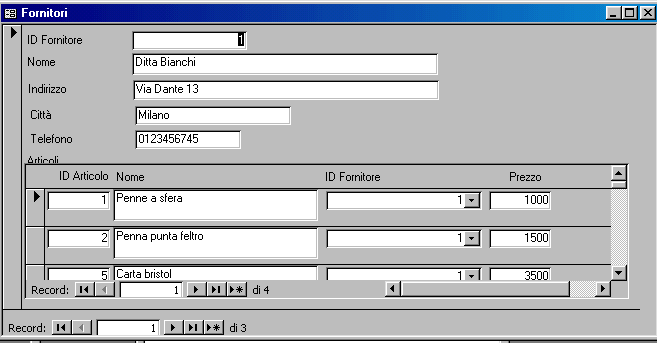 Fornitori
ID Fornitore 1
Nome Ditta Bianchi
Indirizzo Via Dante 13
Città Milano
Telefono 0123456745
Articoli
ID Articolo Nome ID Fornitore Prezzo
1 Penne a sfera 1 1000
2 Penna punta feltro 1 1500
5 Carta bristol 1 3500
Record: 1 di 4
Record: 1 di 3